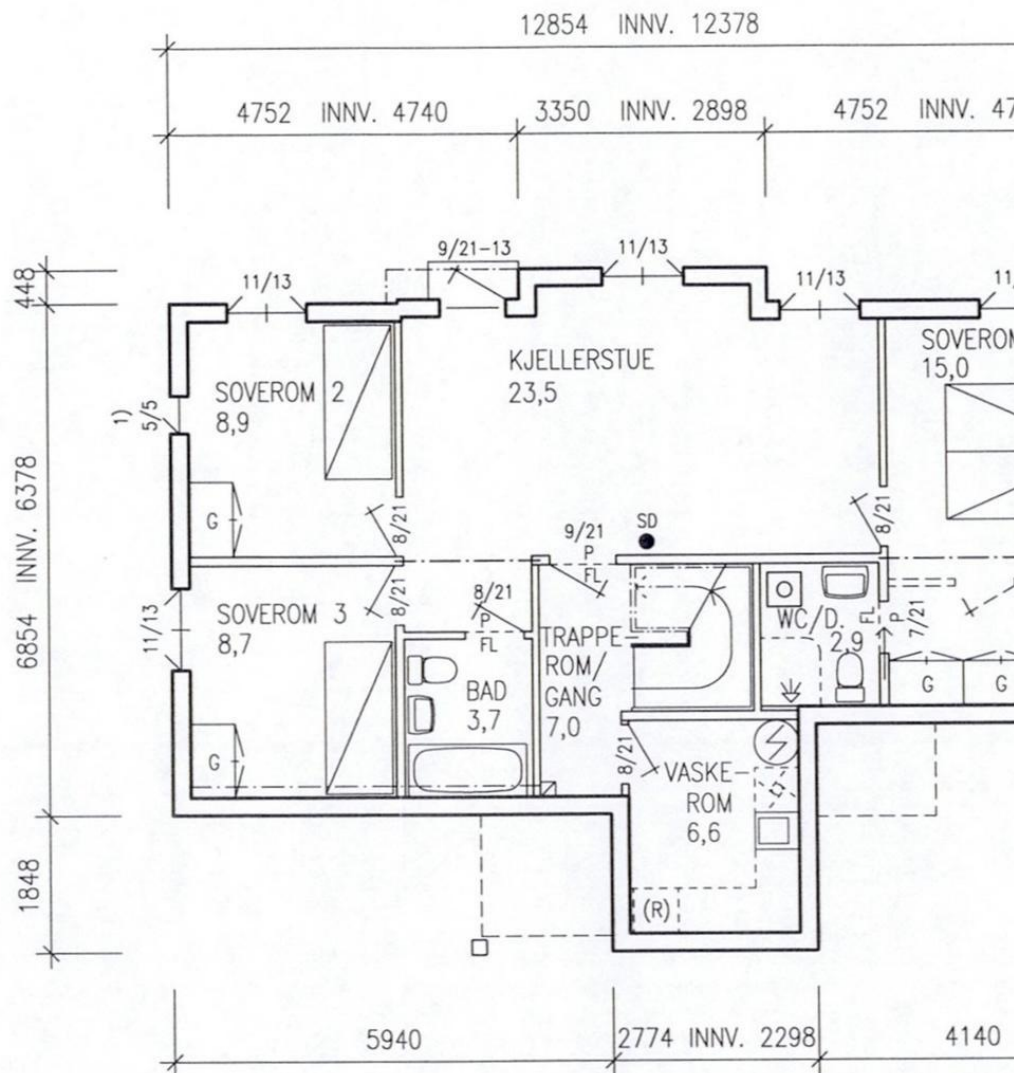 12854 INNV. 12378
4752 INNV. 4740
3350 INNV. 2898
4752 INNV. 47
448
9/21-13
11/13
11/13
11/13
11/
KJELLERSTUE
23,5
SOVEROM
15,0
SOVEROM 2
8,9
1)
5/5
6854 INNV. 6378
G
8/21
9/21
P
FL
SD
8/21
SOVEROM 3
8,7
11/13
8/21
8/21
P
FL
TRAPPE
ROM/
GANG
7,0
WC/D.
2,9
FL
P
7/21
G
G
BAD
3,7
G
8/21
VASKE
ROM
6,6
(R)
1848
5940
2774 INNV. 2298
4140